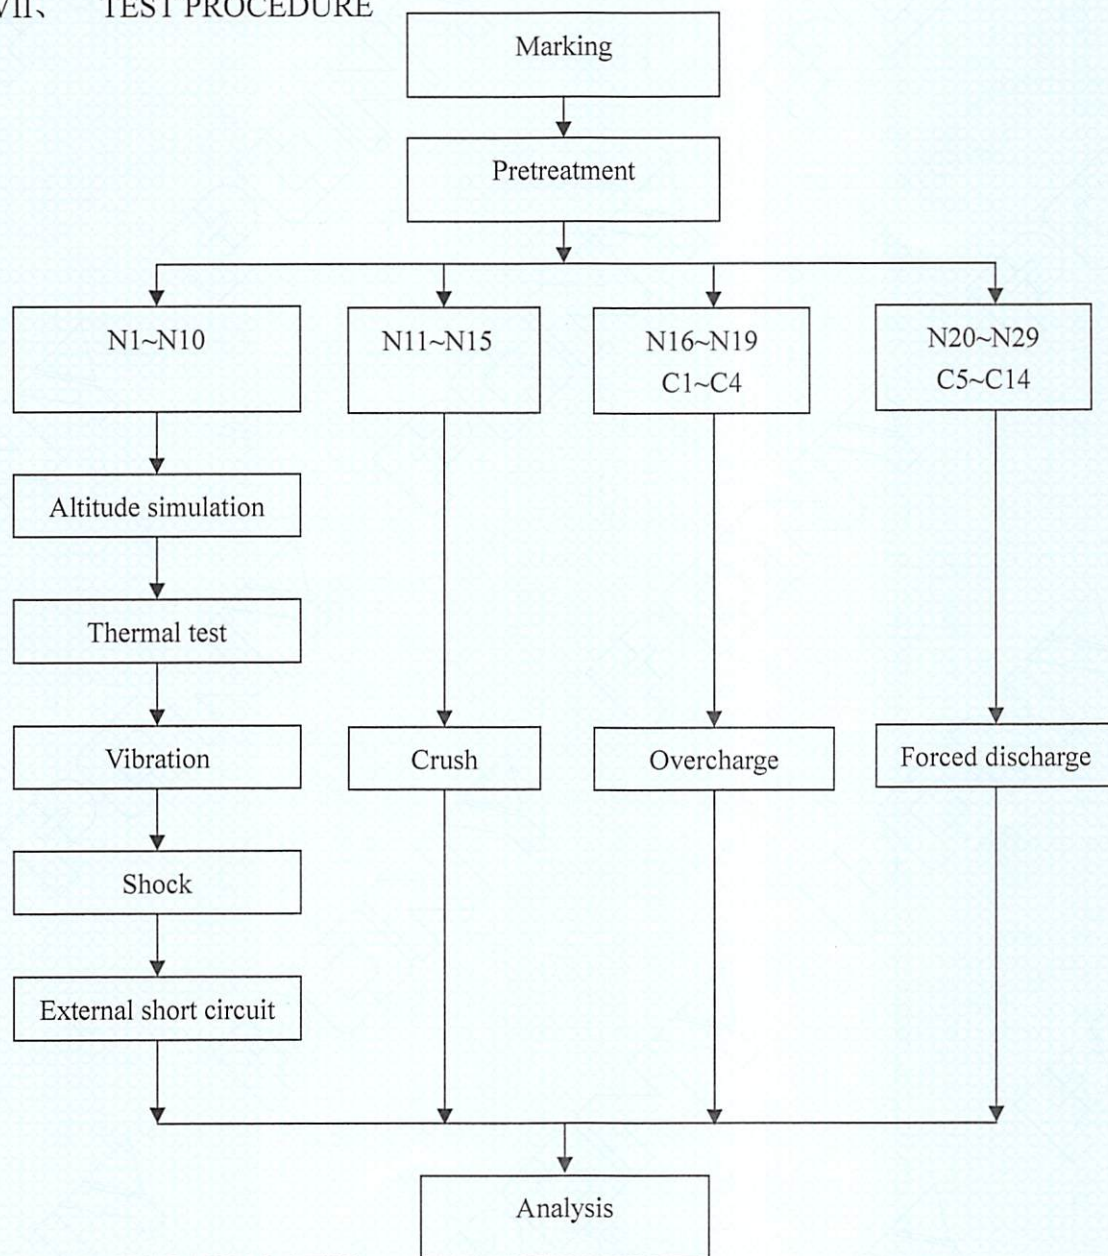 VII、 TEST PROCEDURE
Marking
Pretreatment
N1~N10
N11~N15
N16~N19
C1~C4
N20~N29
C5~C14
Altitude simulation
Thermal test
Vibration
Crush
Overcharge
Forced discharge
Shock
External short circuit
Analysis